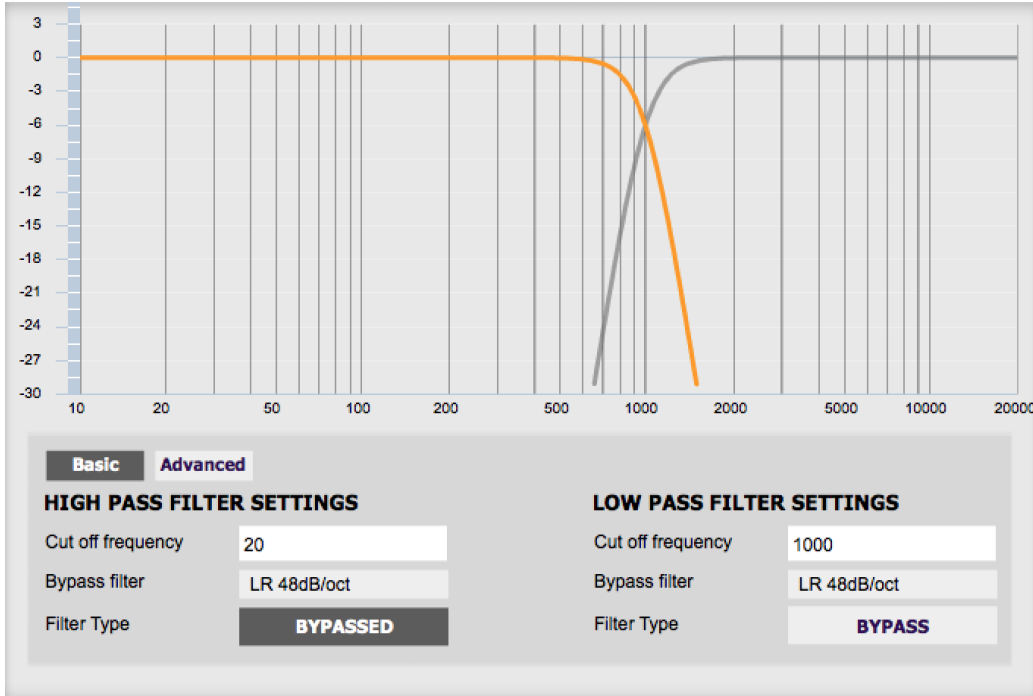 3
0
-3
-6
-9
-12
-15
-18
-21
-24
-27
-30
10 20 50 100 200 500 1000 2000 5000 10000 20000
Basic Advanced
HIGH PASS FILTER SETTINGS LOW PASS FILTER SETTINGS
Cut off frequency 20 Cut off frequency 1000
Bypass filter LR 48dB/oct Bypass filter LR 48dB/oct
Filter Type BYPASSED Filter Type BYPASS